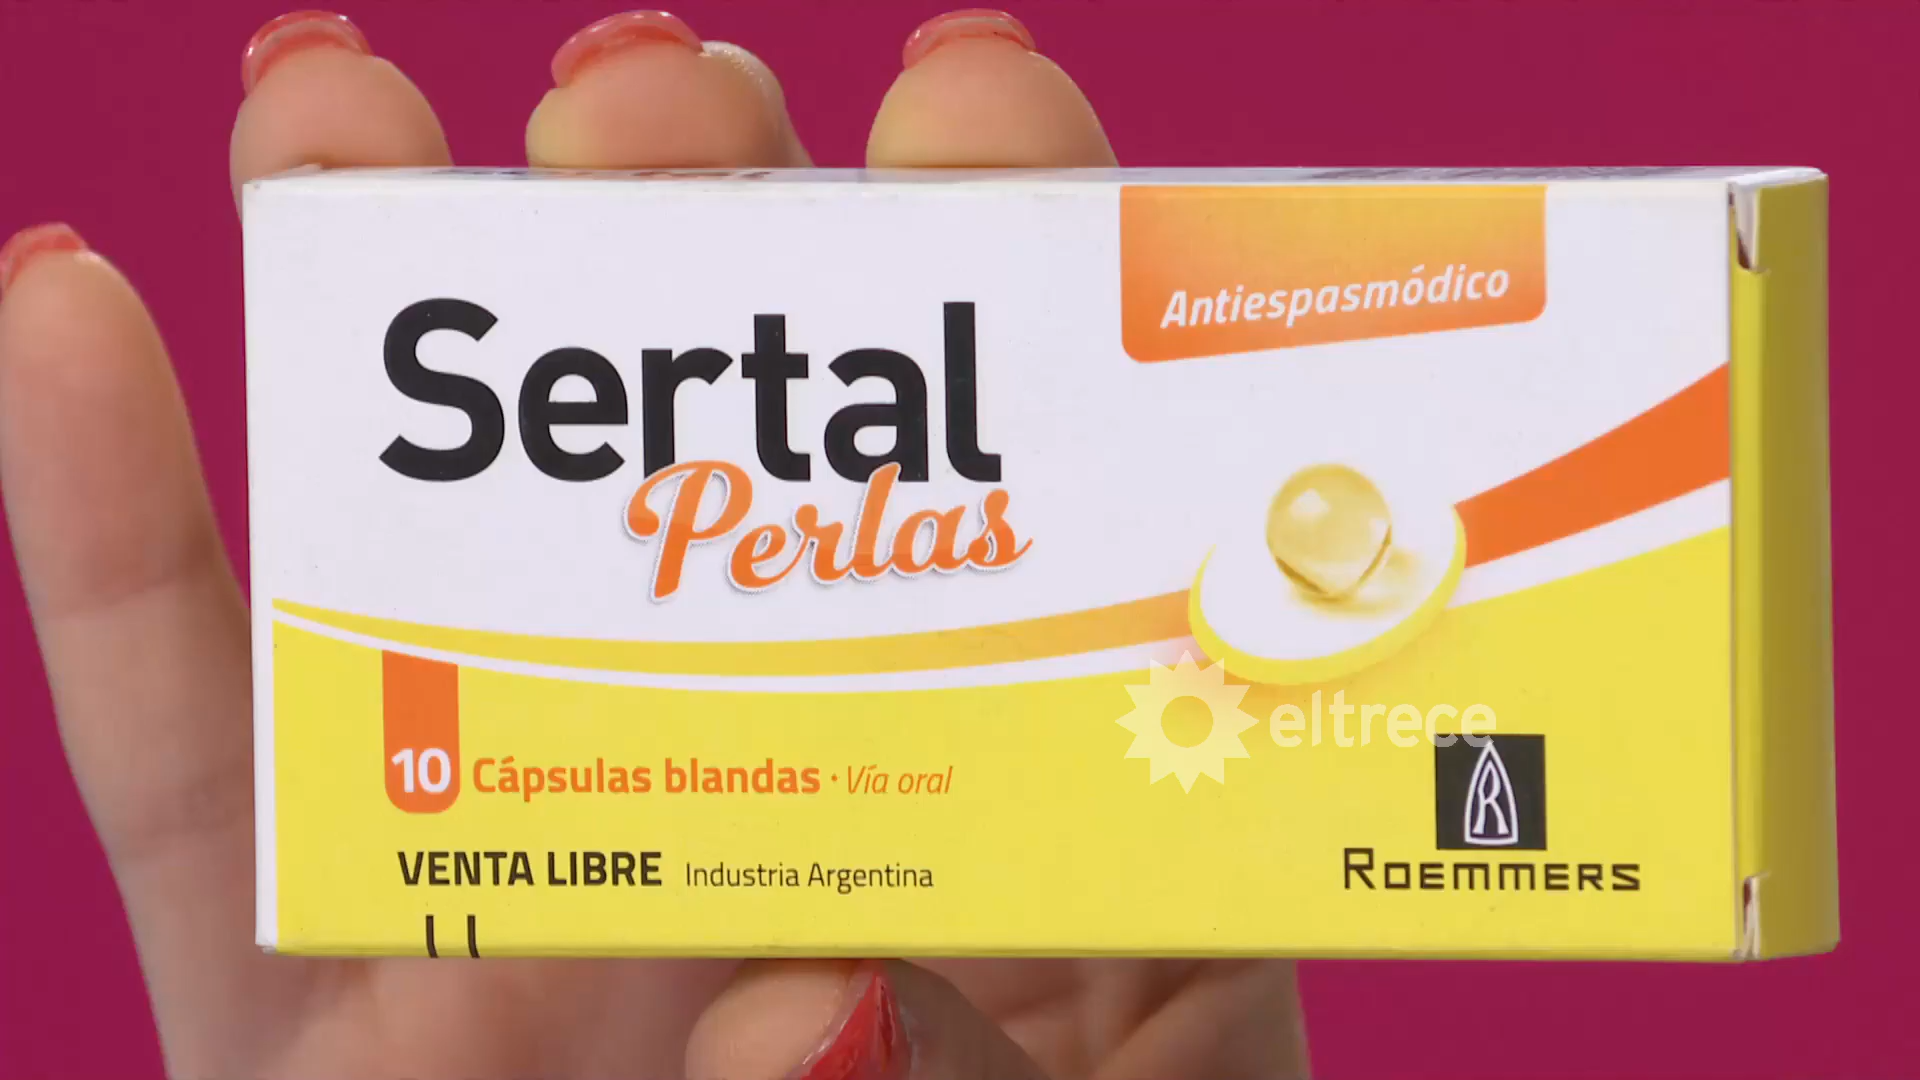 Antiespasmódico
Sertal
Perlas
eltrece
10 Cápsulas blandas · Vía oral
R
ROEMMERS
VENTA LIBRE Industria Argentina